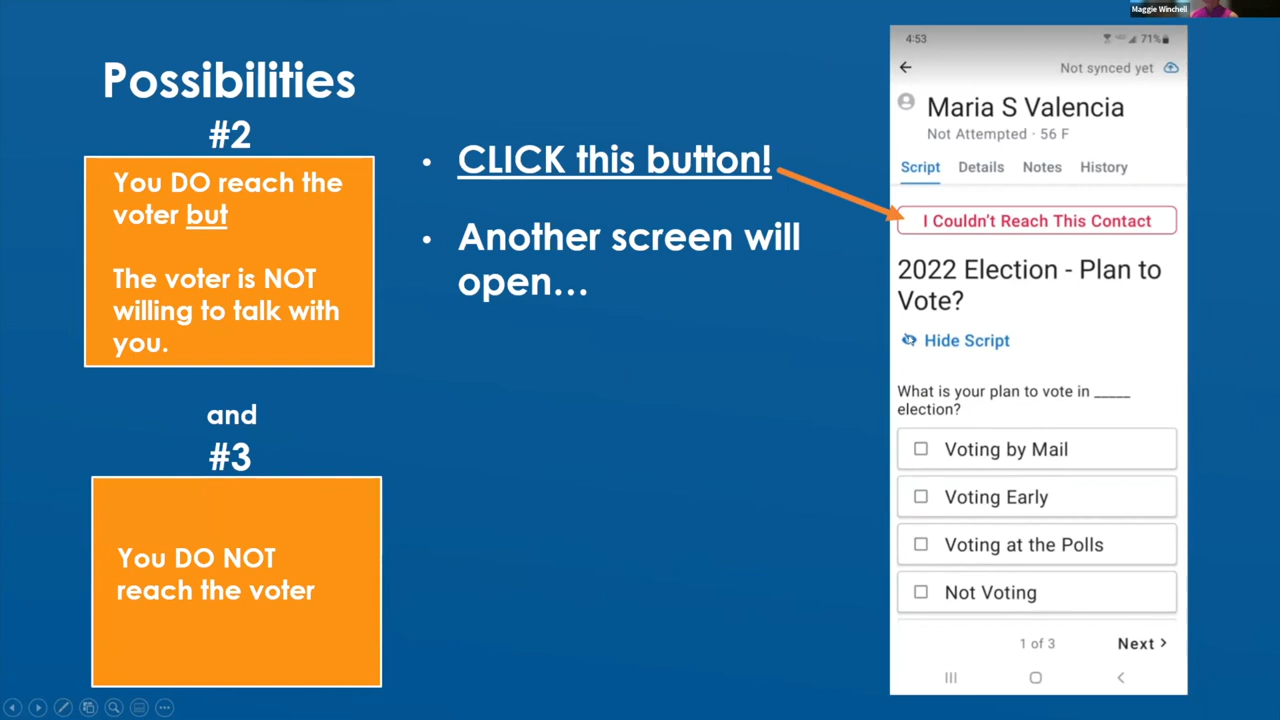 Maggie Winchell
Possibilities
#2
You DO reach the
voter but
The voter is NOT
willing to talk with
you.
and
#3
You DO NOT
reach the voter
• CLICK this button!
• Another screen will
open…
4:53
71%
Not synced yet
Maria S Valencia
Not Attempted · 56 F
Script Details Notes History
I Couldn't Reach This Contact
2022 Election - Plan to
Vote?
Hide Script
What is your plan to vote in _____
election?
Voting by Mail
Voting Early
Voting at the Polls
Not Voting
1 of 3 Next >